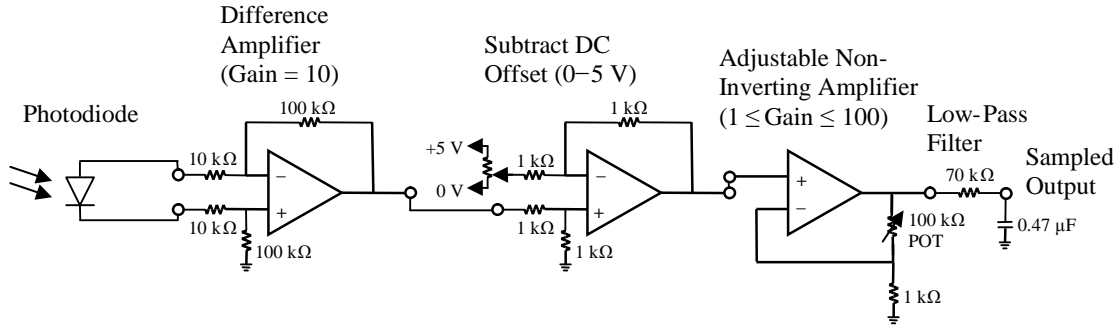 Difference
Amplifier
(Gain = 10)
Subtract DC
Offset (0−5 V)
Adjustable Non-
Inverting Amplifier
(1 ≤ Gain ≤ 100)
Low-Pass
Filter
Photodiode
Sampled
Output
100 kΩ
10 kΩ
10 kΩ
100 kΩ
−
+
+5 V
0 V
1 kΩ
1 kΩ
1 kΩ
1 kΩ
−
+
+
−
100 kΩ
POT
1 kΩ
70 kΩ
0.47 μF